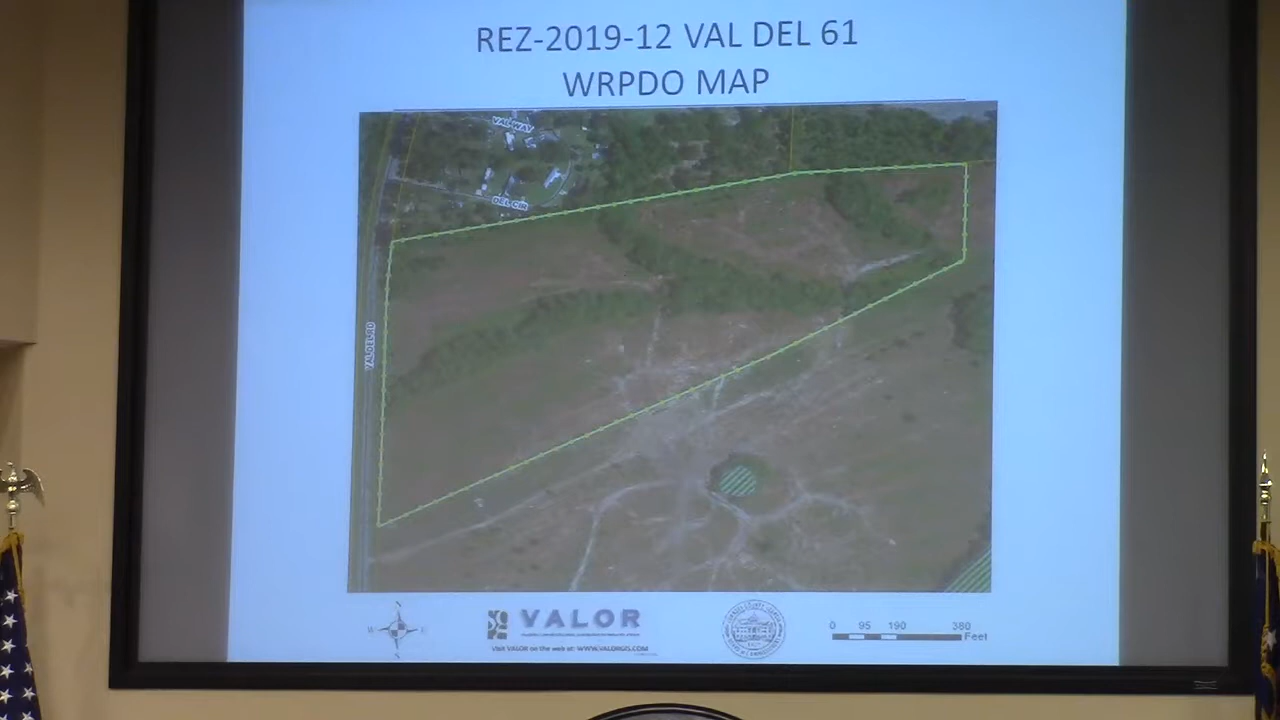 REZ-2019-12 VAL DEL 61
WRPDO MAP
VAL WAY
DEL CIR
VAL DEL RD
N
W E
VALOR
Visit VALOR on the web at: WWW.VALORGIS.COM
0 95 190 380
Feet